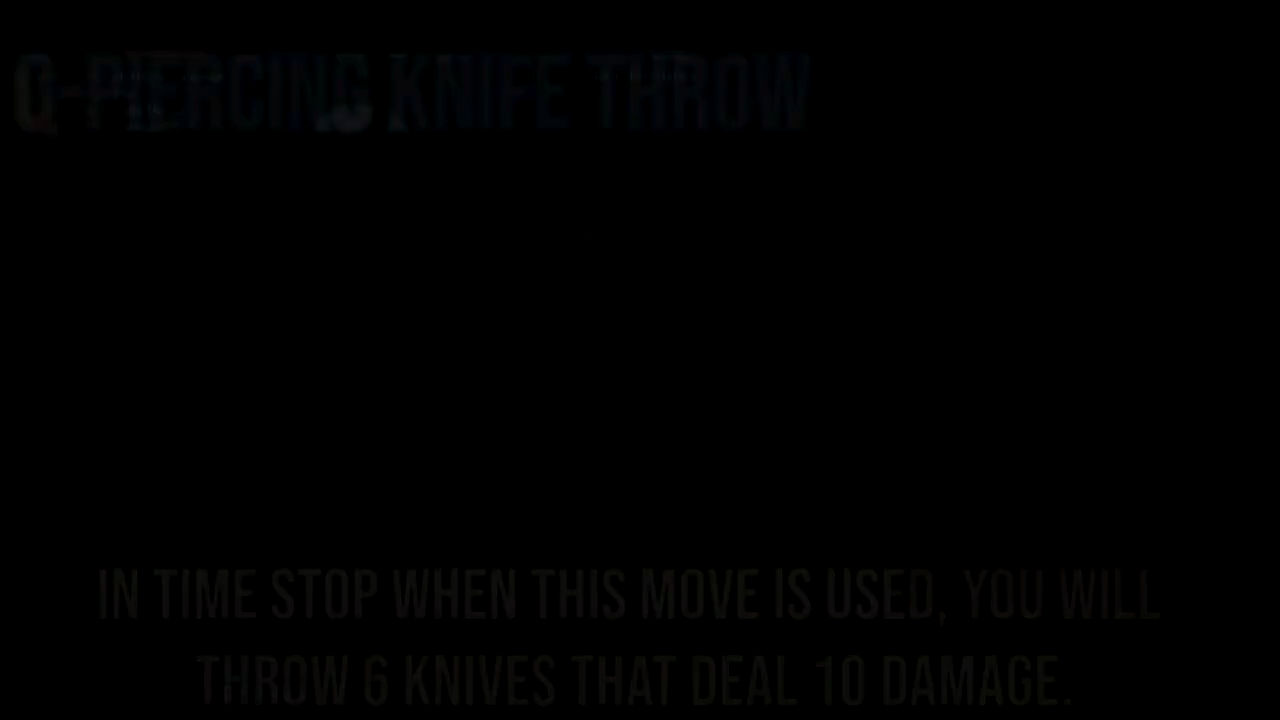 Q-PIERCING KNIFE THROW
IN TIME STOP WHEN THIS MOVE IS USED, YOU WILL
THROW 6 KNIVES THAT DEAL 10 DAMAGE.